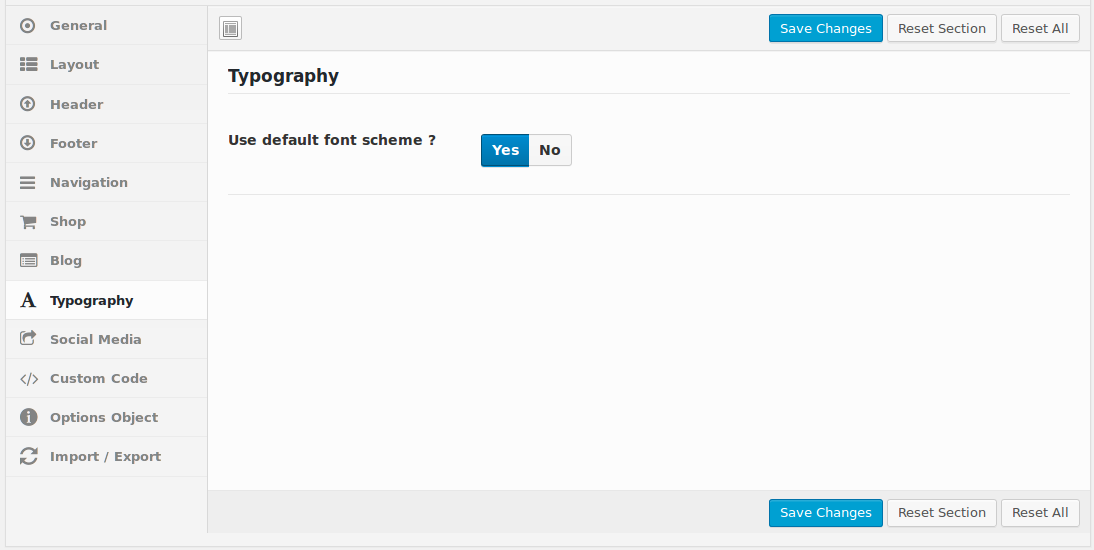 General
Layout
Header
Footer
Navigation
Shop
Blog
Typography
Social Media
Custom Code
Options Object
Import / Export
Save Changes Reset Section Reset All
Typography
Use default font scheme ? Yes No
Save Changes Reset Section Reset All